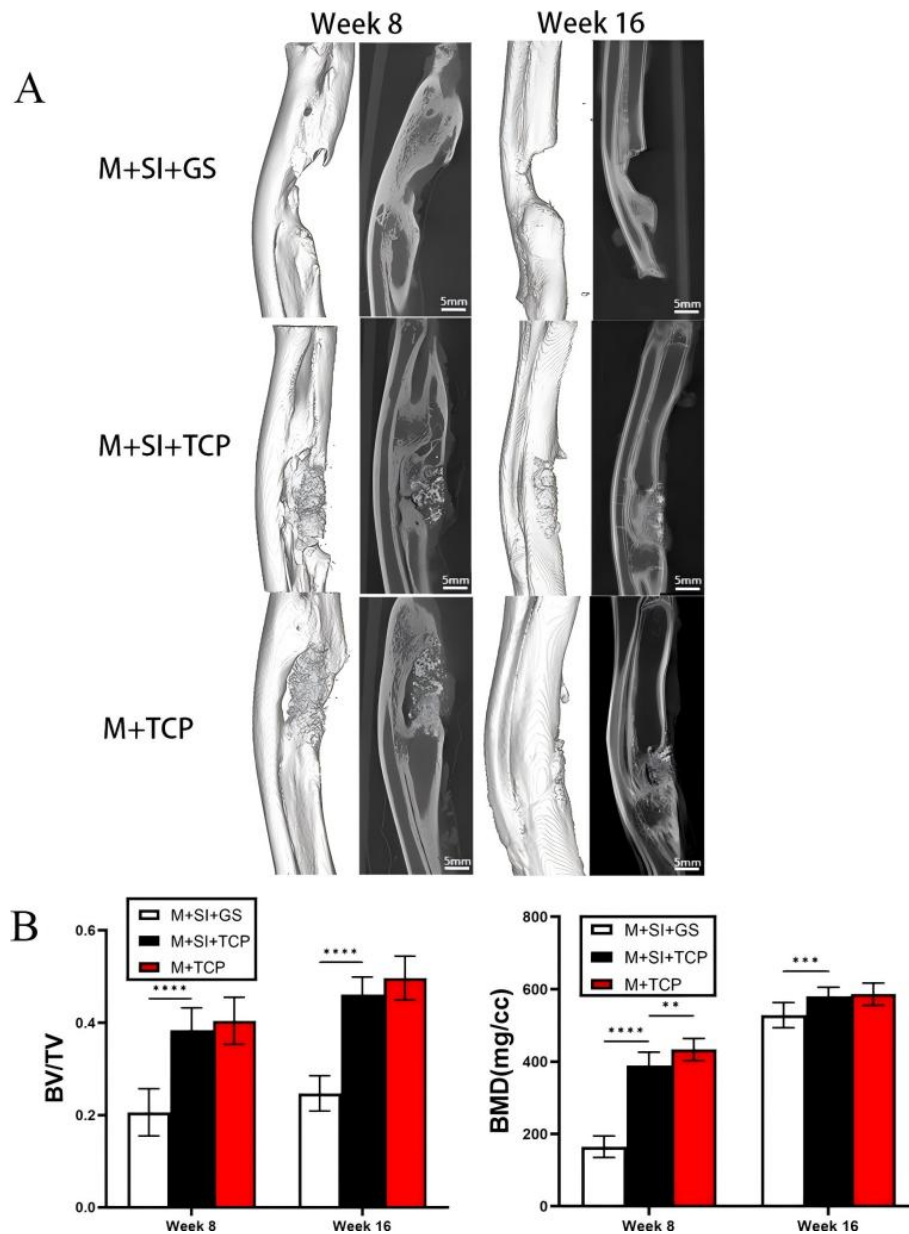 Week 8 Week 16
A
M+SI+GS
5mm 5mm
M+SI+TCP
5mm 5mm
M+TCP
5mm 5mm
B
M+SI+GS
M+SI+TCP
M+TCP
0.6
0.4
0.2
0.0
BV/TV
**** ****
Week 8 Week 16
M+SI+GS
M+SI+TCP
M+TCP
800
600
400
200
0
BMD(mg/cc)
**** ** ***
Week 8 Week 16